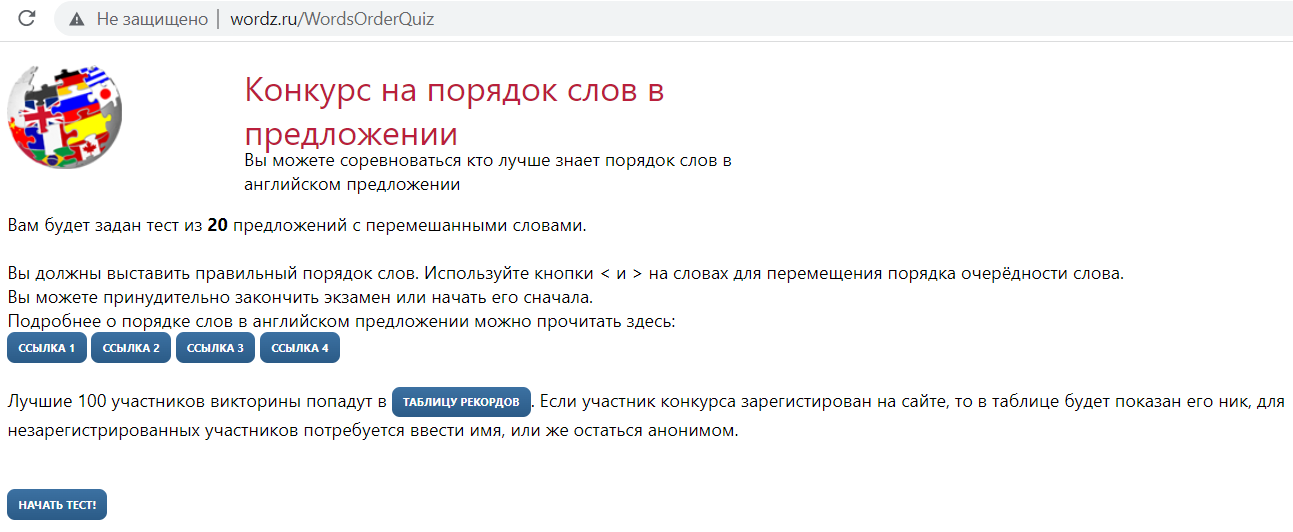 Не защищено | wordz.ru/WordsOrderQuiz
Конкурс на порядок слов в
предложении
Вы можете соревноваться кто лучше знает порядок слов в
английском предложении
Вам будет задан тест из 20 предложений с перемешанными словами.
Вы должны выставить правильный порядок слов. Используйте кнопки < и > на словах для перемещения порядка очерёдности слова.
Вы можете принудительно закончить экзамен или начать его сначала.
Подробнее о порядке слов в английском предложении можно прочитать здесь:
ССЫЛКА 1 ССЫЛКА 2 ССЫЛКА 3 ССЫЛКА 4
Лучшие 100 участников викторины попадут в ТАБЛИЦУ РЕКОРДОВ. Если участник конкурса зарегистирован на сайте, то в таблице будет показан его ник, для
незарегистрированных участников потребуется ввести имя, или же остаться анонимом.
НАЧАТЬ ТЕСТ!